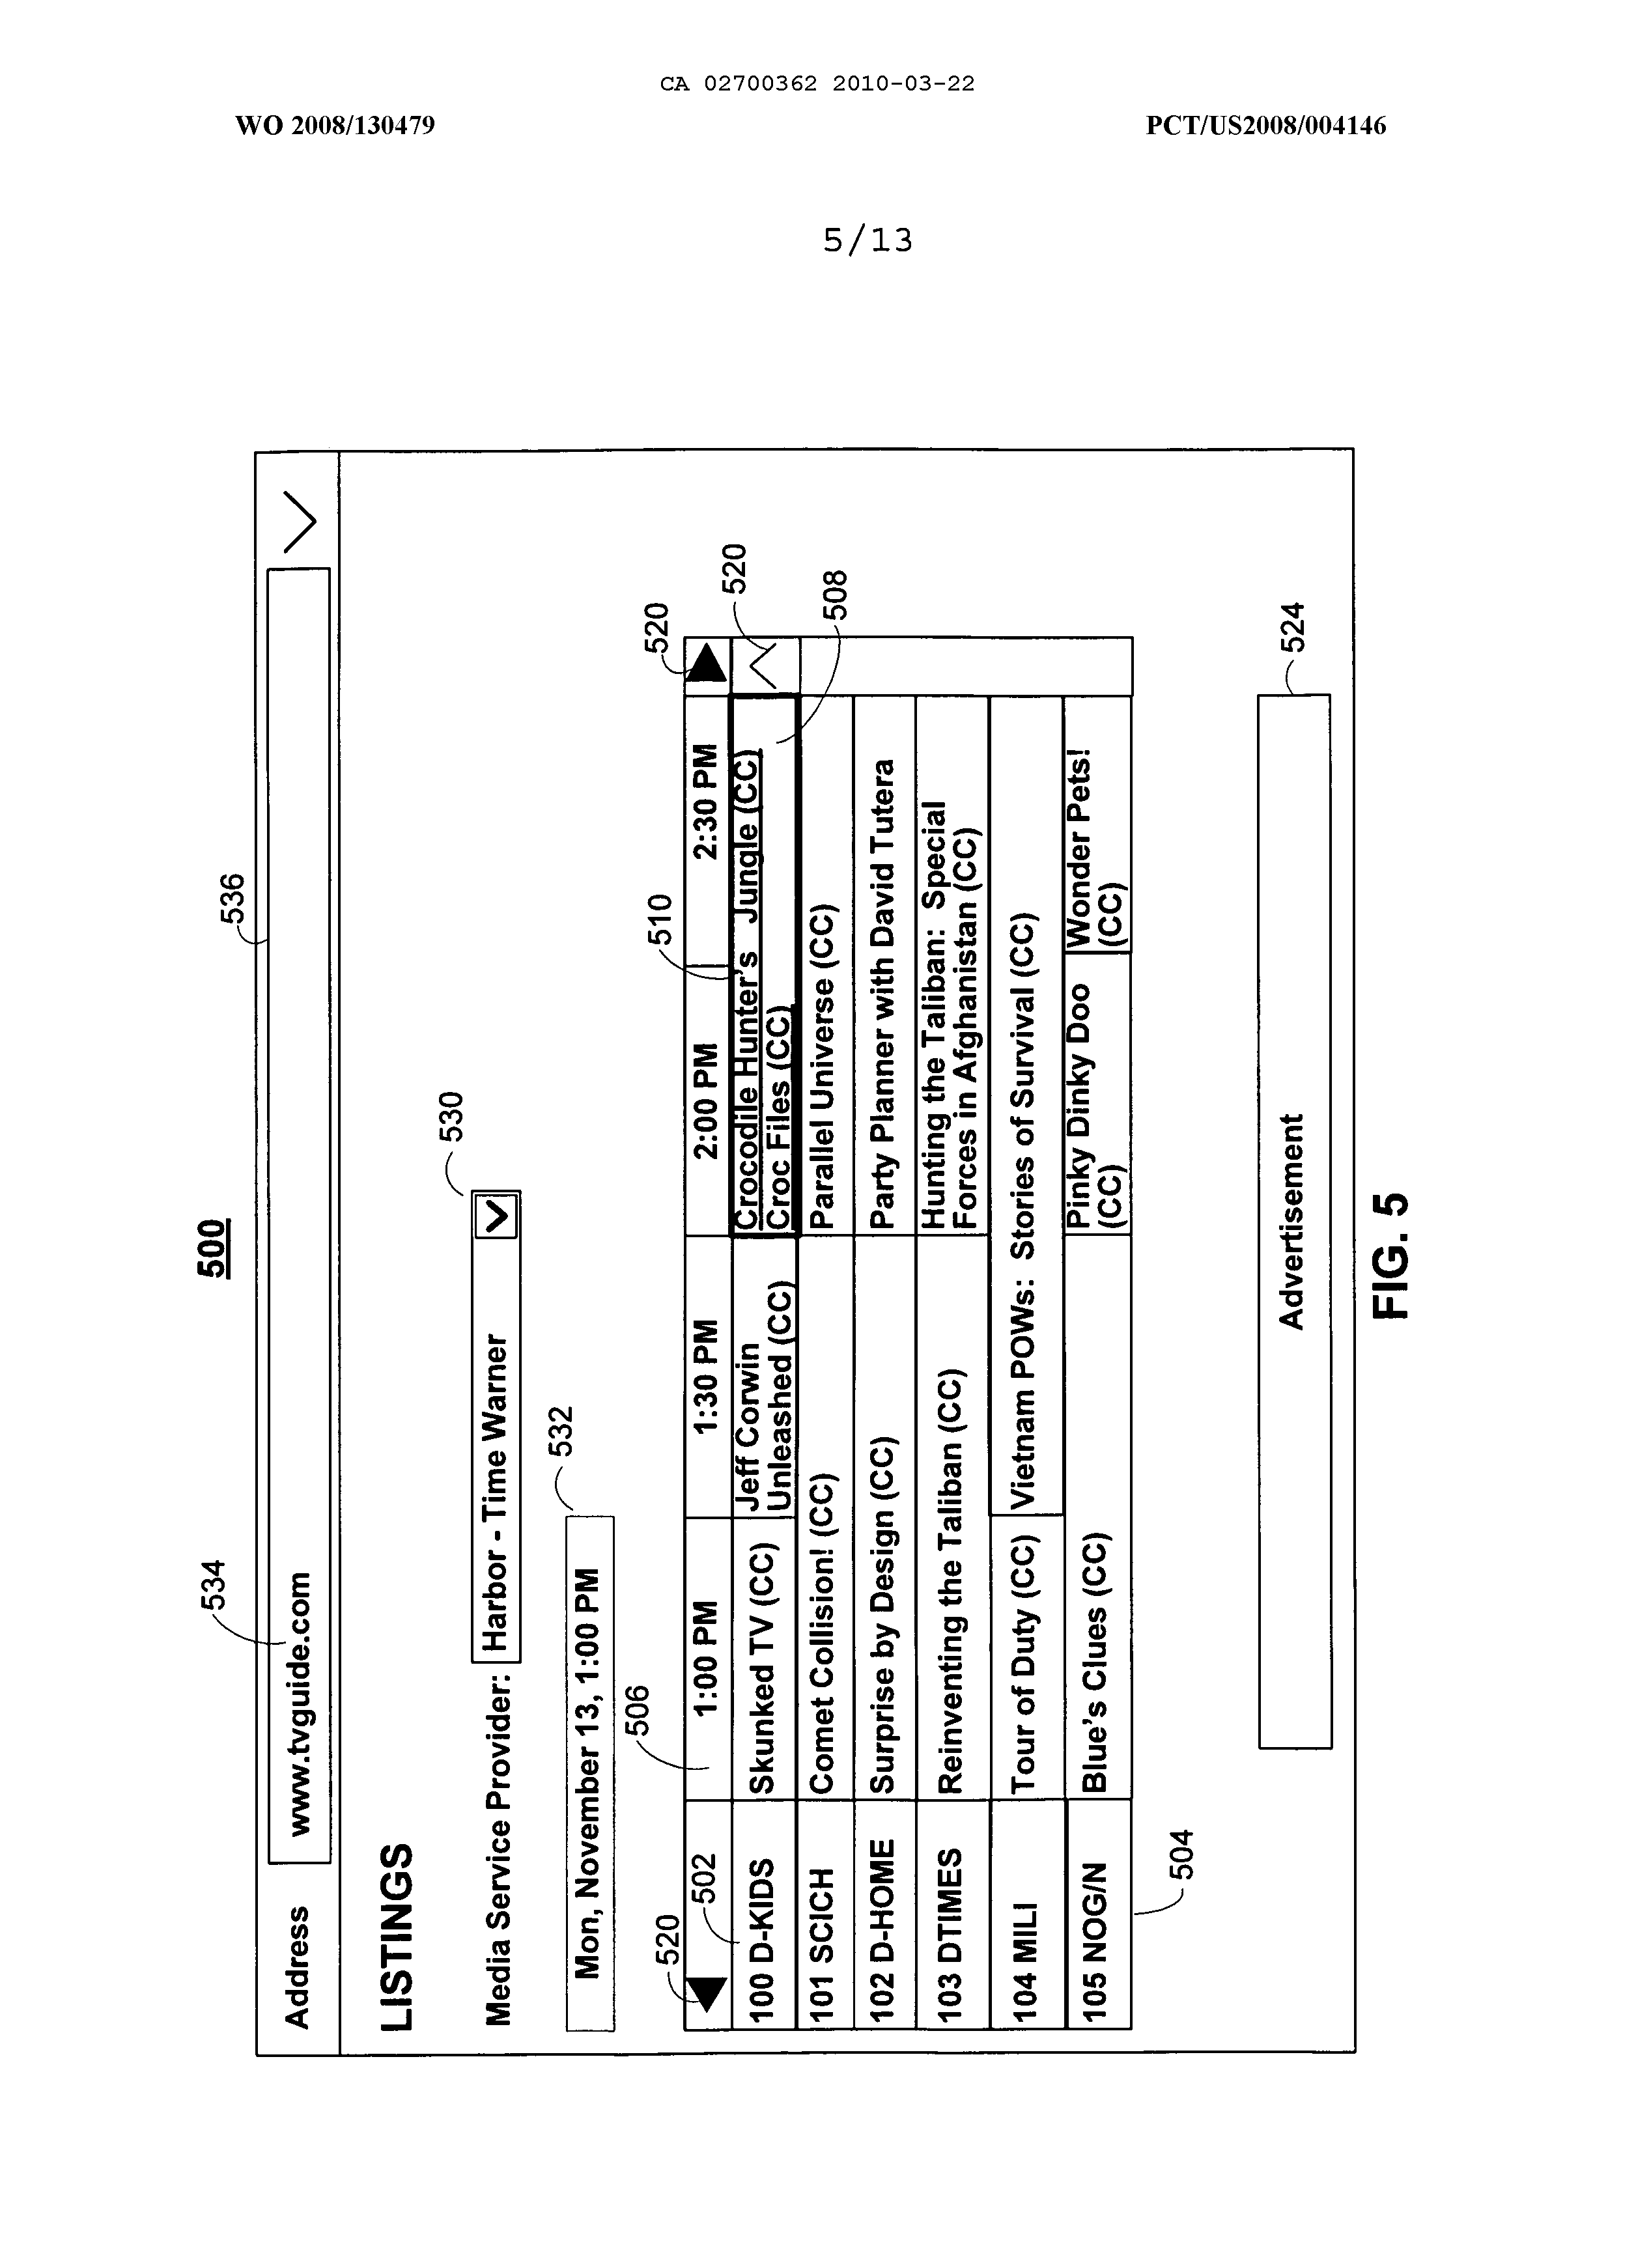 CA 02700362 2010-03-22
WO 2008/130479
PCT/US2008/004146
5/13
500
534
536
Address
www.tvguide.com
LISTINGS
530
Media Service Provider:
Harbor - Time Warner
532
Mon, November 13, 1:00 PM
506
510
520
520
502
1:00 PM
1:30 PM
2:00 PM
2:30 PM
520
508
100 D-KIDS
Skunked TV (CC)
Jeff Corwin
Unleashed (CC)
Crocodile Hunter's Jungle (CC)
Croc Files (CC)
101 SCICH
Comet Collision! (CC)
Parallel Universe (CC)
102 D-HOME
Surprise by Design (CC)
Party Planner with David Tutera
103 DTIMES
Reinventing the Taliban (CC)
Hunting the Taliban: Special
Forces in Afghanistan (CC)
104 MILI
Tour of Duty (CC)
Vietnam POWs: Stories of Survival (CC)
105 NOG/N
Blue's Clues (CC)
Pinky Dinky Doo
(CC)
Wonder Pets!
(CC)
504
524
Advertisement
FIG. 5